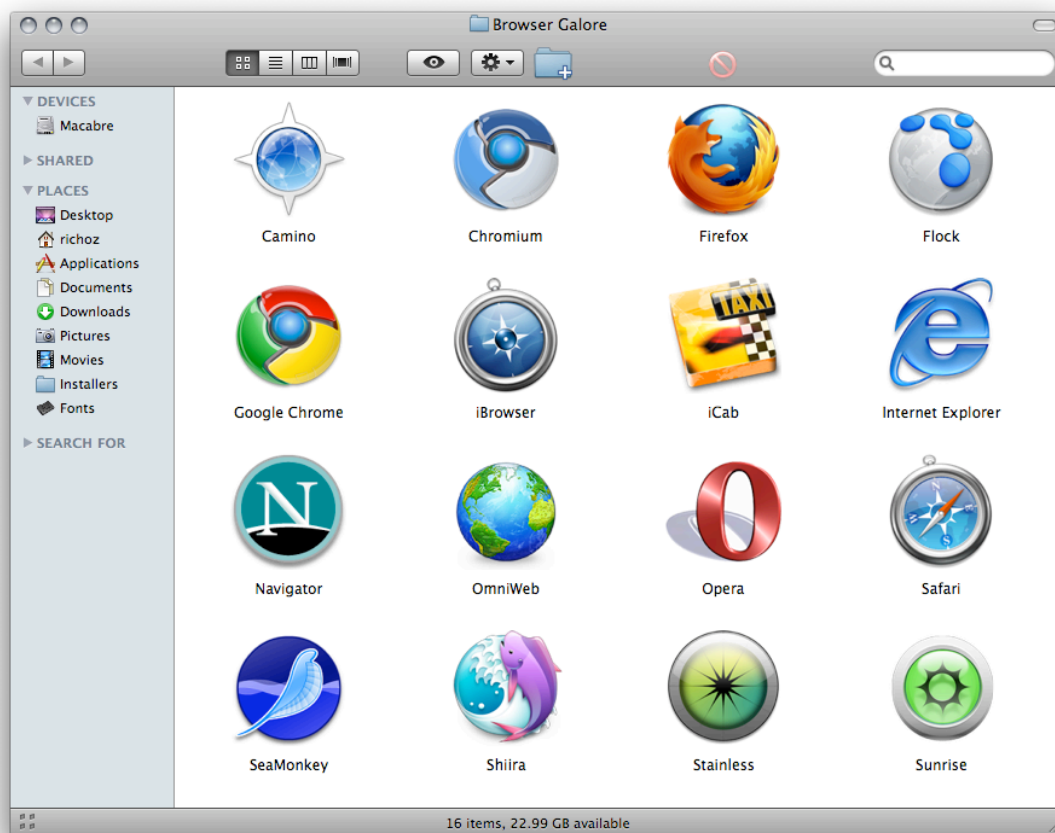 Browser Galore
DEVICES
Macabre
SHARED
PLACES
Desktop
richoz
Applications
Documents
Downloads
Pictures
Movies
Installers
Fonts
SEARCH FOR
Camino
Chromium
Firefox
Flock
Google Chrome
iBrowser
TAXI
iCab
Internet Explorer
N
Navigator
OmniWeb
Opera
N
W
S
Safari
SeaMonkey
Shiira
Stainless
Sunrise
16 items, 22.99 GB available